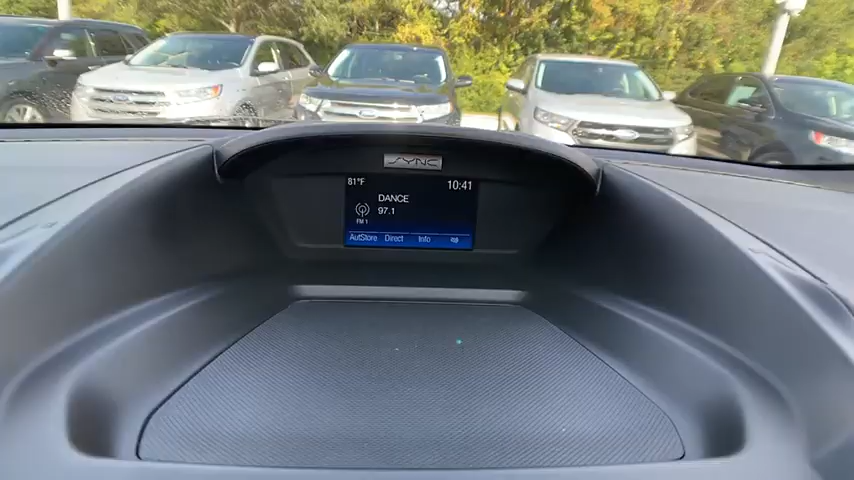 SYNC
81°F 10:41
DANCE
97.1
FM 1
AutStore Direct Info